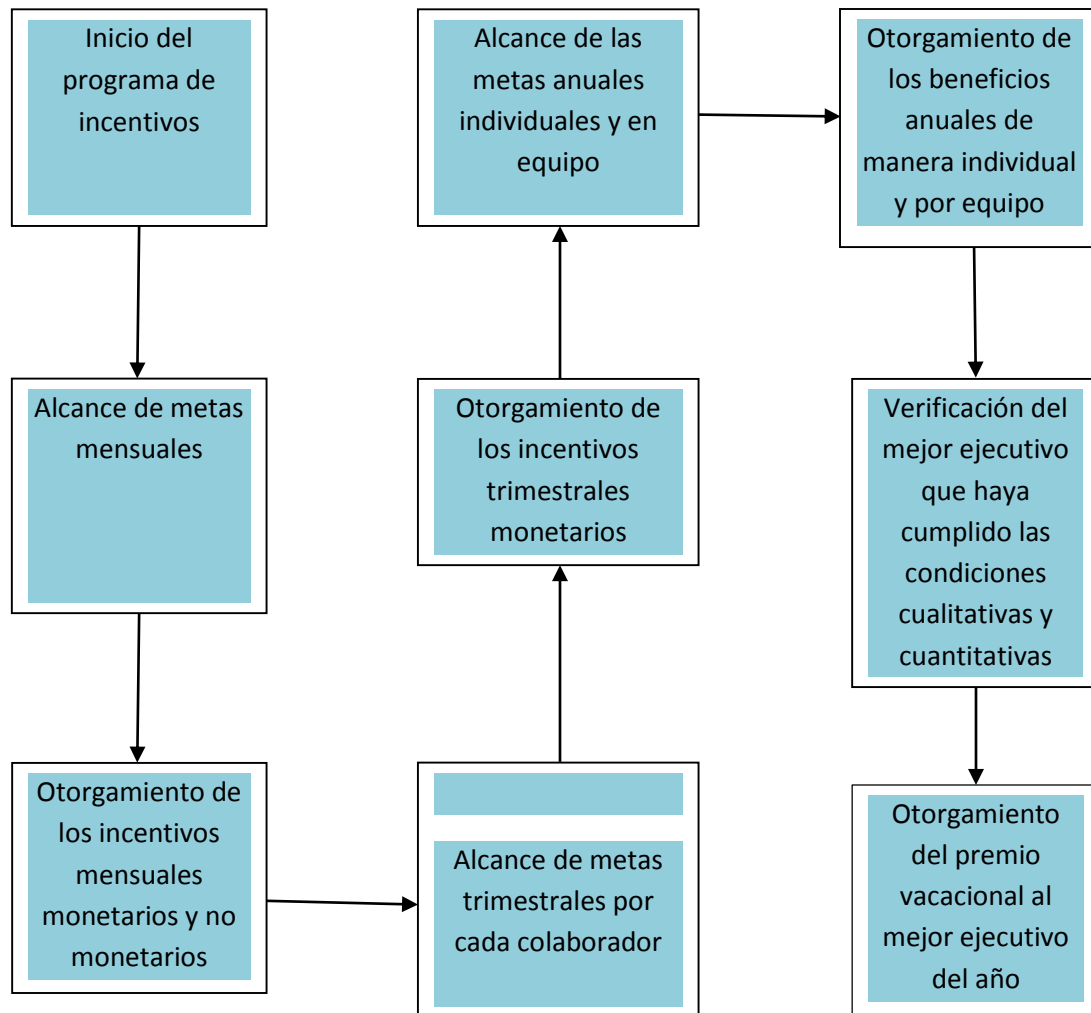 Inicio del
programa de
incentivos
Alcance de metas
mensuales
Otorgamiento de
los incentivos
mensuales
monetarios y no
monetarios
Alcance de metas
trimestrales por
cada colaborador
Otorgamiento de
los incentivos
trimestrales
monetarios
Alcance de las
metas anuales
individuales y en
equipo
Otorgamiento de
los beneficios
anuales de
manera individual
y por equipo
Verificación del
mejor ejecutivo
que haya
cumplido las
condiciones
cualitativas y
cuantitativas
Otorgamiento
del premio
vacacional al
mejor ejecutivo
del año